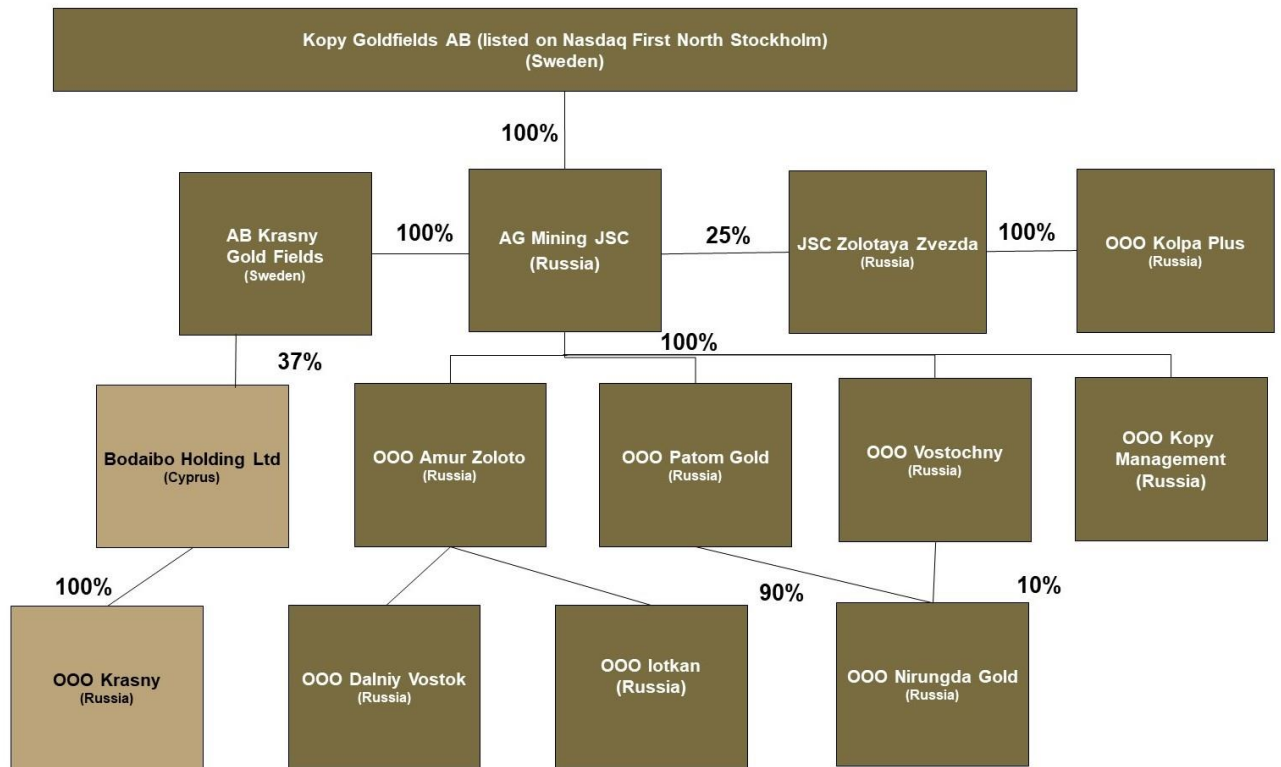 Kopy Goldfields AB (listed on Nasdaq First North Stockholm)
(Sweden)
100%
AB Krasny
Gold Fields
(Sweden)
100%
AG Mining JSC
(Russia)
25%
JSC Zolotaya Zvezda
(Russia)
100%
OOO Kolpa Plus
(Russia)
37%
100%
Bodaibo Holding Ltd
(Cyprus)
OOO Amur Zoloto
(Russia)
OOO Patom Gold
(Russia)
OOO Vostochny
(Russia)
OOO Kopy
Management
(Russia)
100%
90%
10%
OOO Krasny
(Russia)
OOO Dalniy Vostok
(Russia)
OOO Iotkan
(Russia)
OOO Nirungda Gold
(Russia)